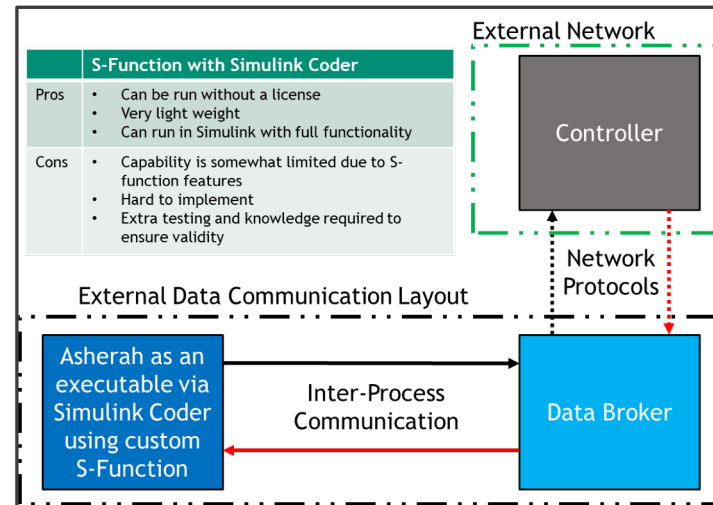 External Network
S-Function with Simulink Coder
Pros
• Can be run without a license
• Very light weight
• Can run in Simulink with full functionality
Cons
• Capability is somewhat limited due to S-
function features
• Hard to implement
• Extra testing and knowledge required to
ensure validity
Controller
Network
Protocols
External Data Communication Layout
Asherah as an
executable via
Simulink Coder
using custom
S-Function
Inter-Process
Communication
Data Broker